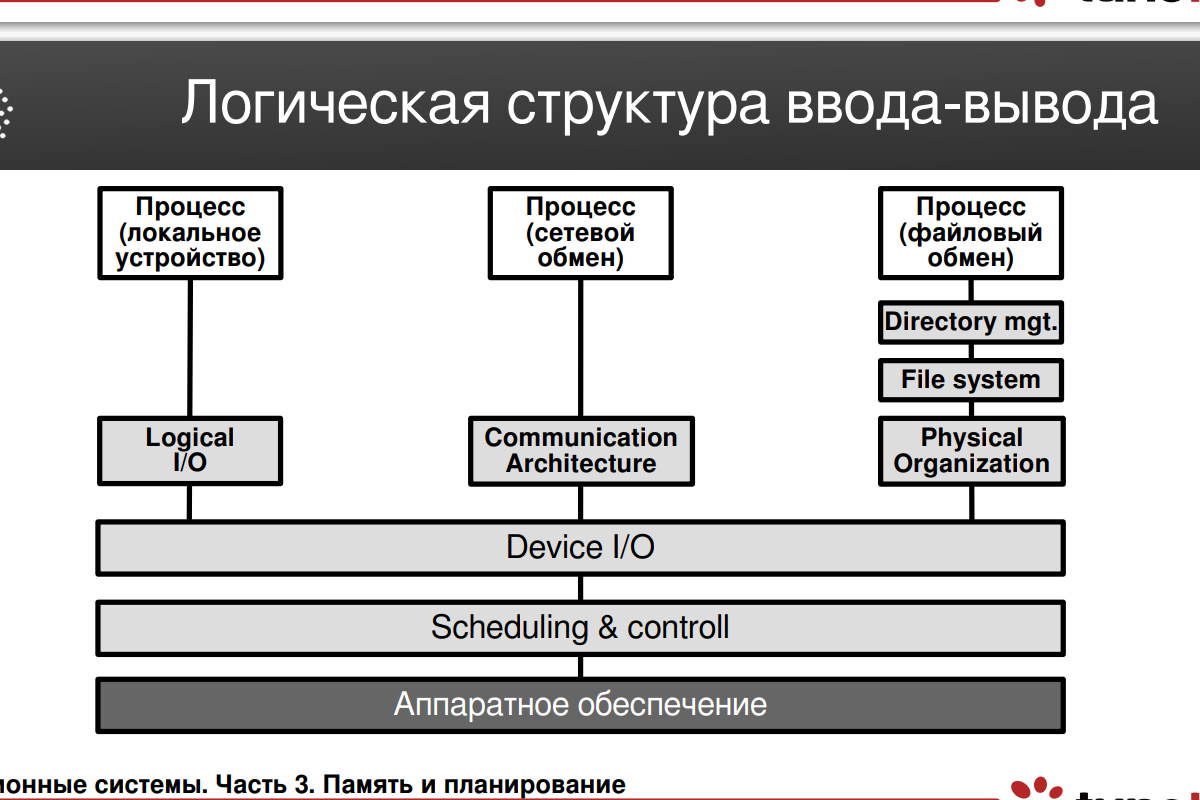 Логическая структура ввода-вывода
Процесс
(локальное
устройство)
Процесс
(сетевой
обмен)
Процесс
(файловый
обмен)
Directory mgt.
File system
Logical
I/O
Communication
Architecture
Physical
Organization
Device I/O
Scheduling & controll
Аппаратное обеспечение
системы. Часть 3. Память и планирование